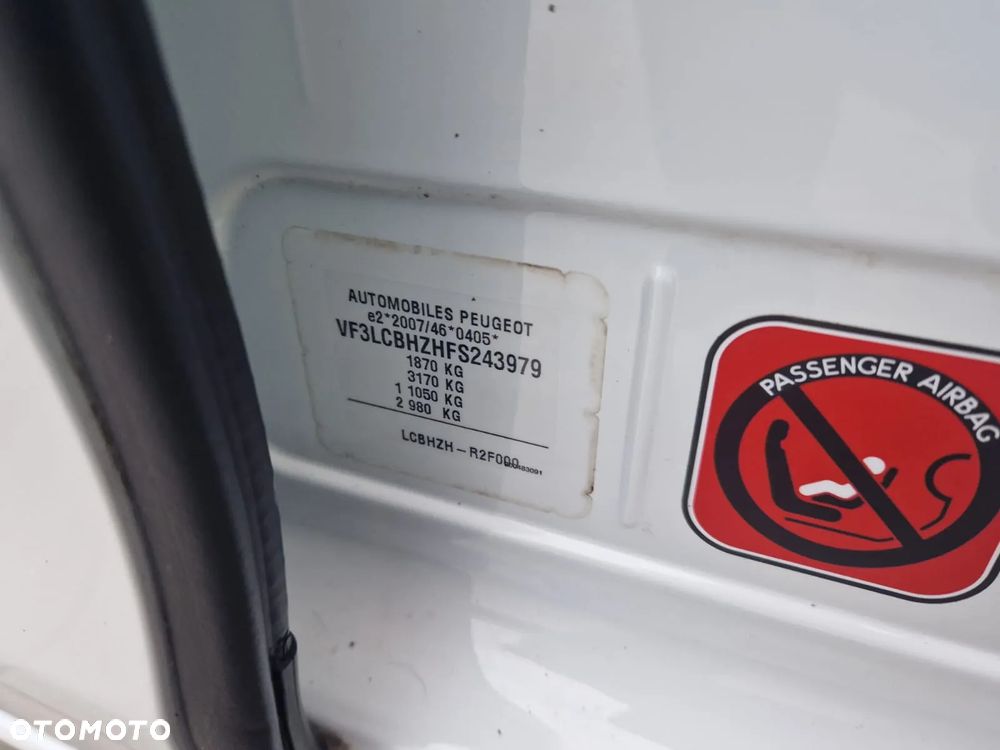 AUTOMOBILES PEUGEOT
e2*2007/46*0405*
VF3LCBHZHFS243979
1870 KG
3170 KG
1 1050 KG
2 980 KG
LCBHZH - R2F000
PASSENGER AIRBAG
OTOMOTO